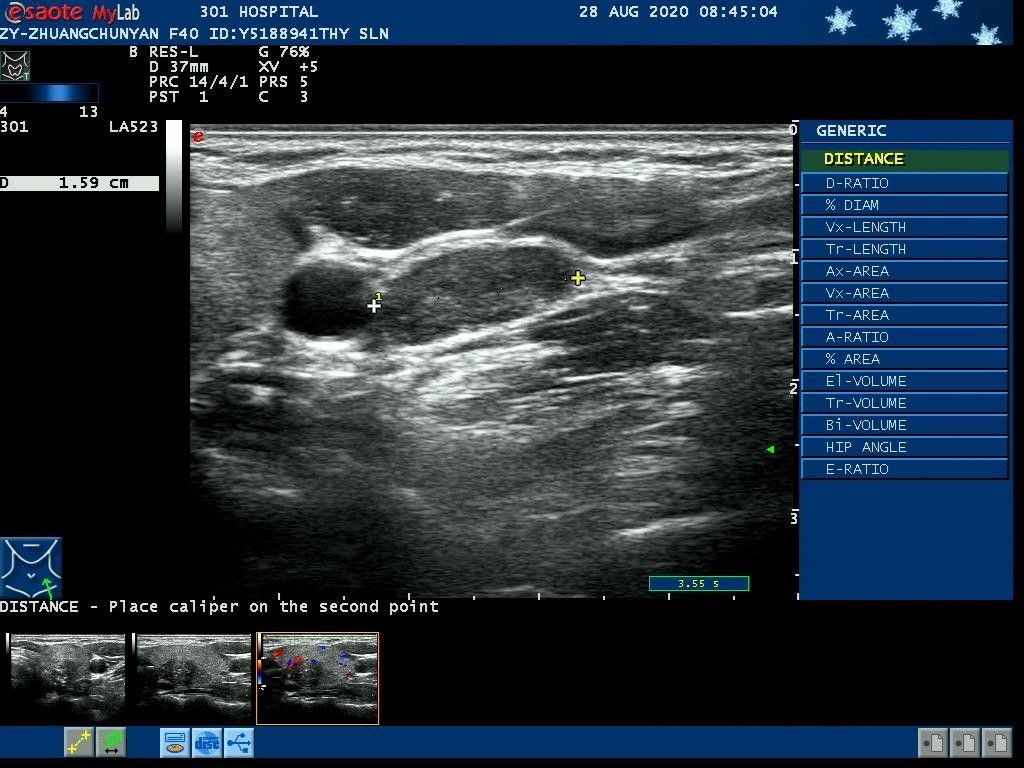 esaote MyLab 301 HOSPITAL 28 AUG 2020 08:45:04
ZY-ZHUANGCHUNYAN F40 ID:Y5188941THY SLN
B RES-L G 76%
D 37mm XV +5
PRC 14/4/1 PRS 5
PST 1 C 3
4 13
301 LA523
D 1.59 cm
e
1
0
1
2
3
3.55 s
GENERIC
DISTANCE
D-RATIO
% DIAM
Vx-LENGTH
Tr-LENGTH
Ax-AREA
Vx-AREA
Tr-AREA
A-RATIO
% AREA
El-VOLUME
Tr-VOLUME
Bi-VOLUME
HIP ANGLE
E-RATIO
DISTANCE - Place caliper on the second point
disc